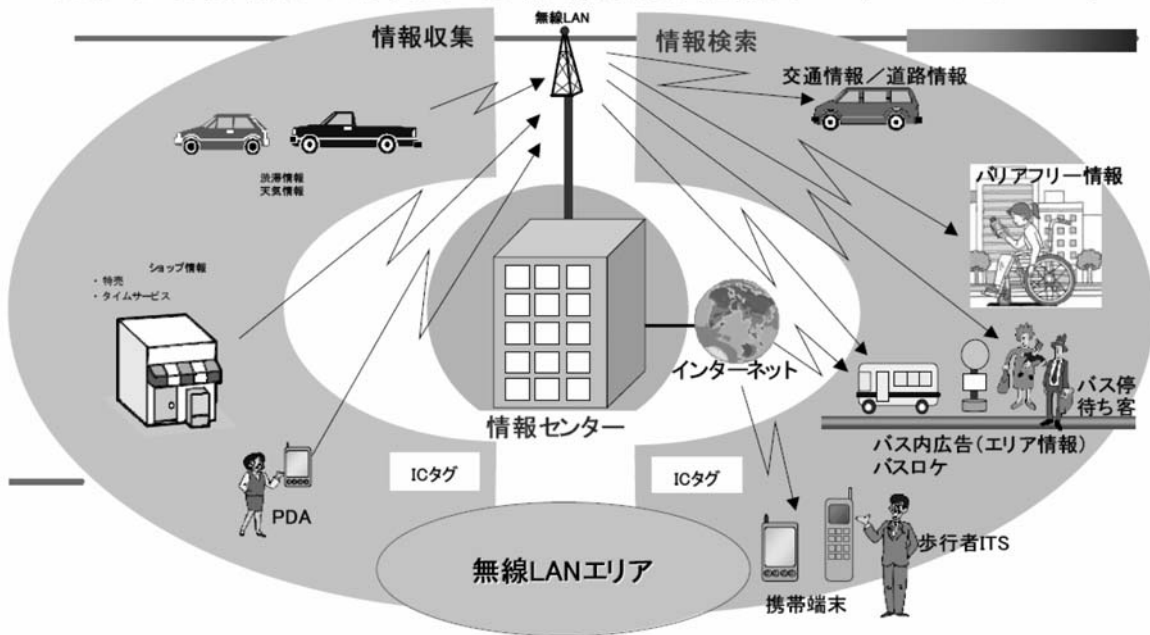 無線LAN
情報収集
情報検索
交通情報／道路情報
渋滞情報
天気情報
バリアフリー情報
ショップ情報
・ 特売
・ タイムサービス
インターネット
情報センター
バス停
待ち客
バス内広告(エリア情報)
バスロケ
ICタグ
ICタグ
PDA
無線LANエリア
歩行者ITS
携帯端末